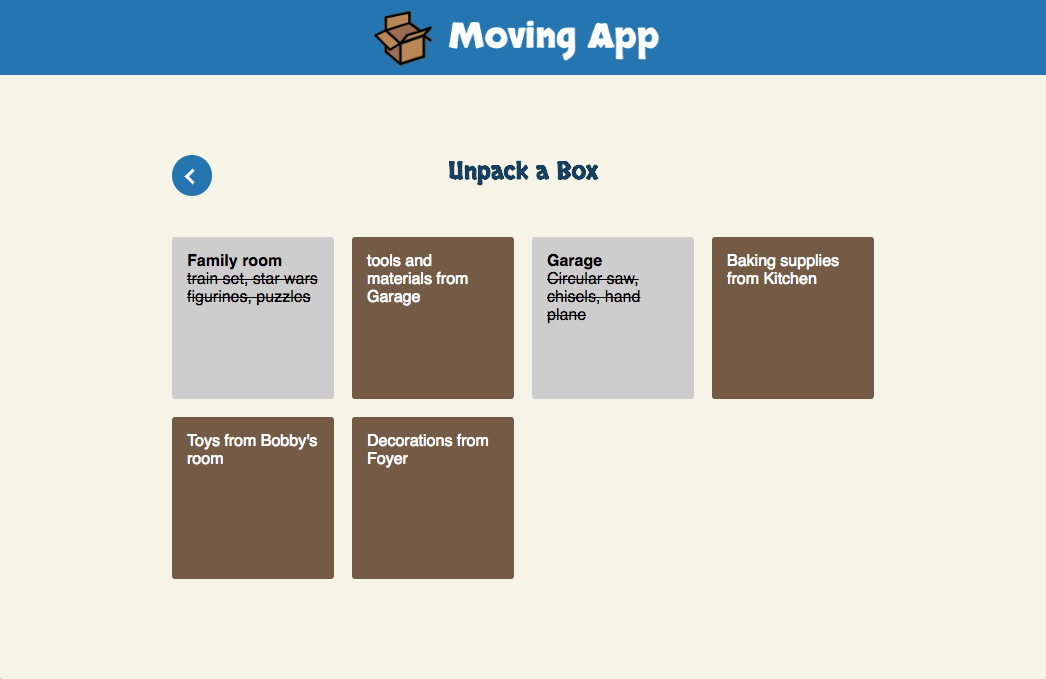 Moving App
Unpack a Box
Family room
train set, star wars
figurines, puzzles
tools and
materials from
Garage
Garage
Circular saw,
chisels, hand
plane
Baking supplies
from Kitchen
Toys from Bobby's
room
Decorations from
Foyer